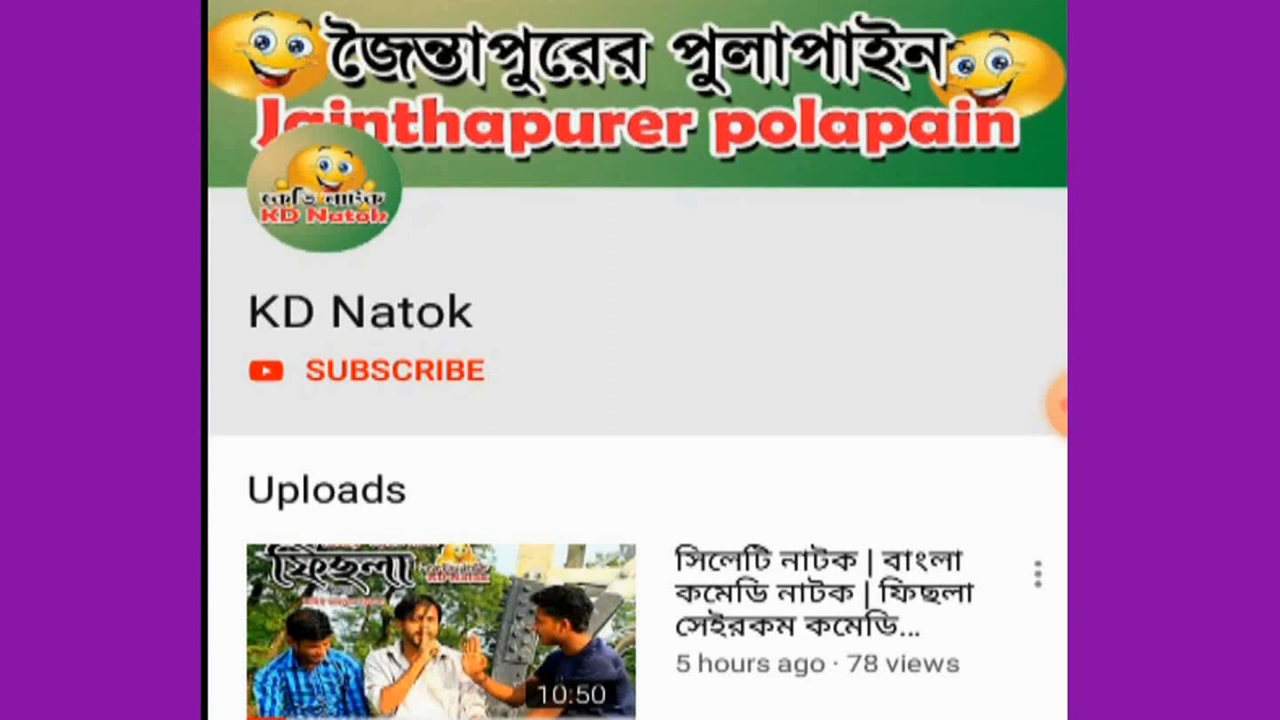 জৈন্তাপুরের পুলাপাইন
Jainthapurer polapain
কেডি নাটক
KD Natok
KD Natok
SUBSCRIBE
Uploads
ফিছলা
KD Natok
10:50
সিলেটি নাটক | বাংলা
কমেডি নাটক | ফিছলা
সেইরকম কমেডি...
5 hours ago · 78 views